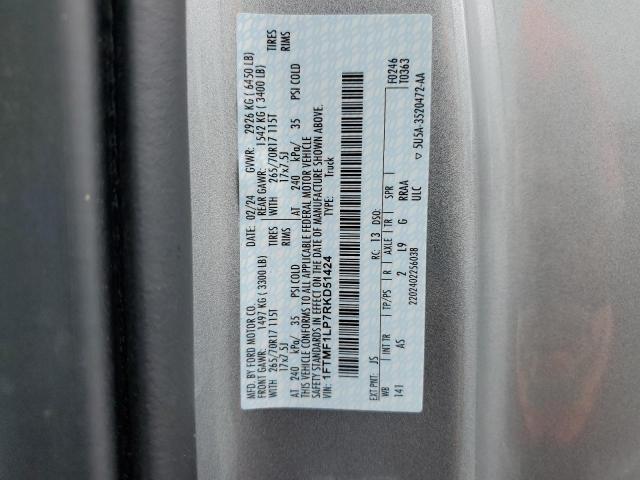 MFD. BY FORD MOTOR CO.
DATE: 02/24 GVWR: 2926 KG ( 6450 LB)
FRONT GAWR: 1497 KG ( 3300 LB) REAR GAWR: 1542 KG ( 3400 LB)
WITH 265/70R17 115T TIRES WITH 265/70R17 115T TIRES
17x7.5J RIMS 17x7.5J RIMS
AT 240 kPa/ 35 PSI COLD AT 240 kPa/ 35 PSI COLD
THIS VEHICLE CONFORMS TO ALL APPLICABLE FEDERAL MOTOR VEHICLE
SAFETY STANDARDS IN EFFECT ON THE DATE OF MANUFACTURE SHOWN ABOVE.
VIN: 1FTMF1LP7RKD51424 TYPE: Truck
F0246
T0363
EXT PNT: JS RC: 13 DSO:
WB INT TR TP/PS R AXLE TR SPR
141 AS 2 L9 G RRAA
2202402256038 ULC
▽ 5U5A-3520472-AA